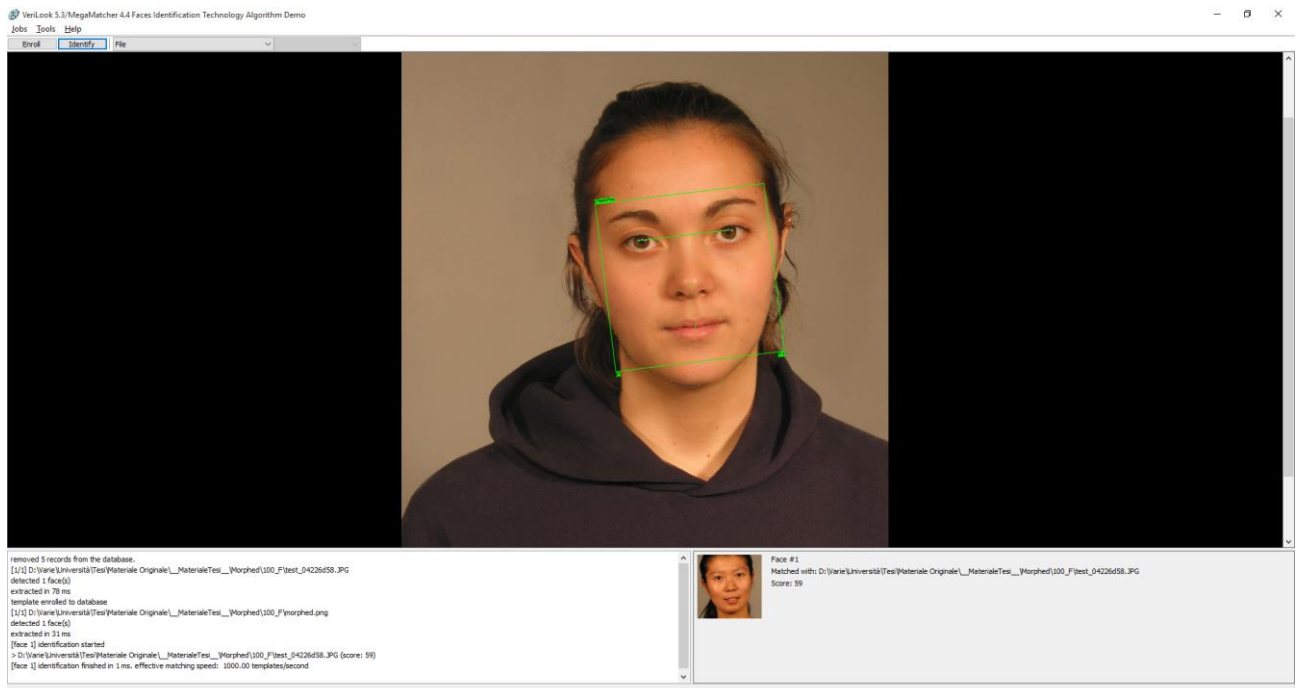 VeriLook 5.3/MegaMatcher 4.4 Faces Identification Technology Algorithm Demo
Jobs Tools Help
Enroll Identify File
removed 5 records from the database.
[1/1] D:\Varie\Università\Tesi\Materiale Originale\__MaterialeTesi__\Morphed\100_F\test_04226d58.JPG
detected 1 face(s)
extracted in 78 ms
template enrolled to database
[1/1] D:\Varie\Università\Tesi\Materiale Originale\__MaterialeTesi__\Morphed\100_F\morphed.png
detected 1 face(s)
extracted in 31 ms
[face 1] identification started
> D:\Varie\Università\Tesi\Materiale Originale\__MaterialeTesi__\Morphed\100_F\test_04226d58.JPG (score: 59)
[face 1] identification finished in 1 ms. effective matching speed: 1000.00 templates/second
Face #1
Matched with: D:\Varie\Università\Tesi\Materiale Originale\__MaterialeTesi__\Morphed\100_F\test_04226d58.JPG
Score: 59